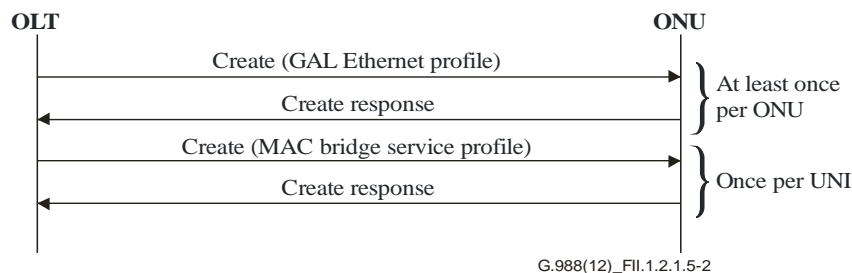 OLT
ONU
Create (GAL Ethernet profile)
Create response
At least once
per ONU
Create (MAC bridge service profile)
Create response
Once per UNI
G.988(12)_FII.1.2.1.5-2